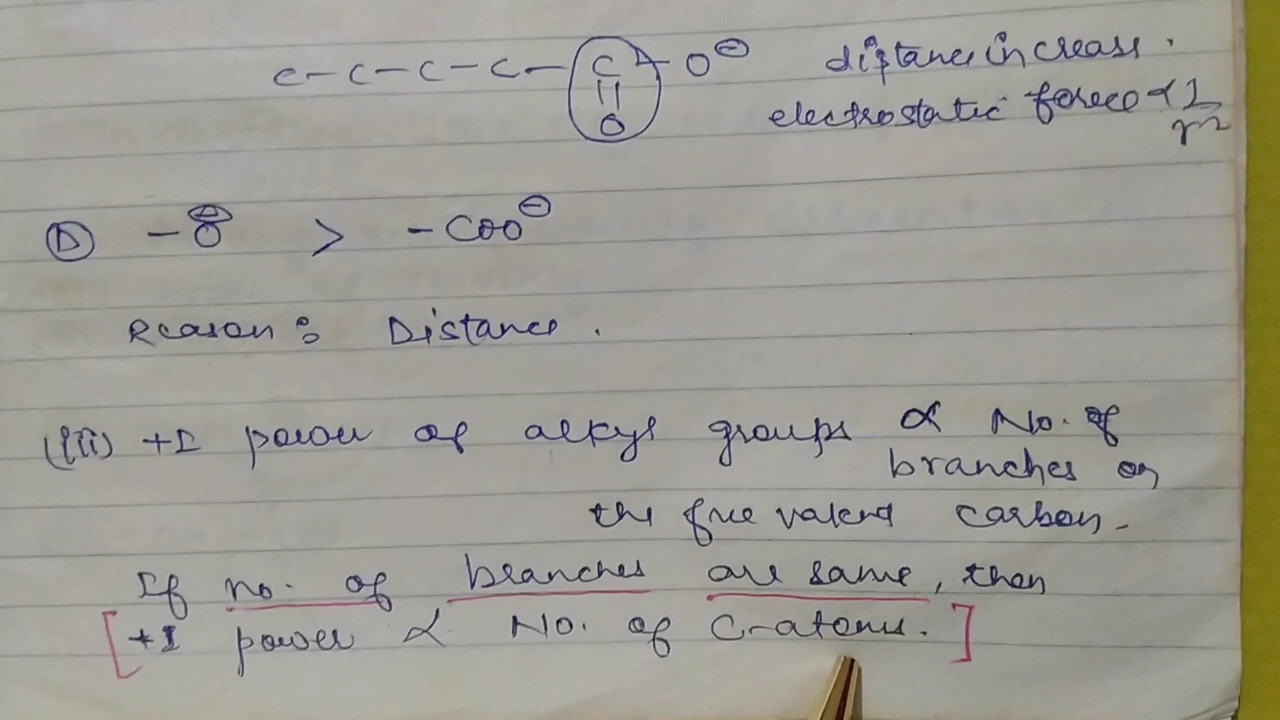 C-C-C-C-C-O⊖ distance increase.
||
O
electrostatic force ∝ 1/r²
Ⓓ -O⊖ > -COO⊖
Reason: Distance.
(iii) +I power of alkyl groups ∝ No. of
branches on
the free valent carbon.
If no. of branches are same, then
[+I power ∝ No. of C-atoms.]